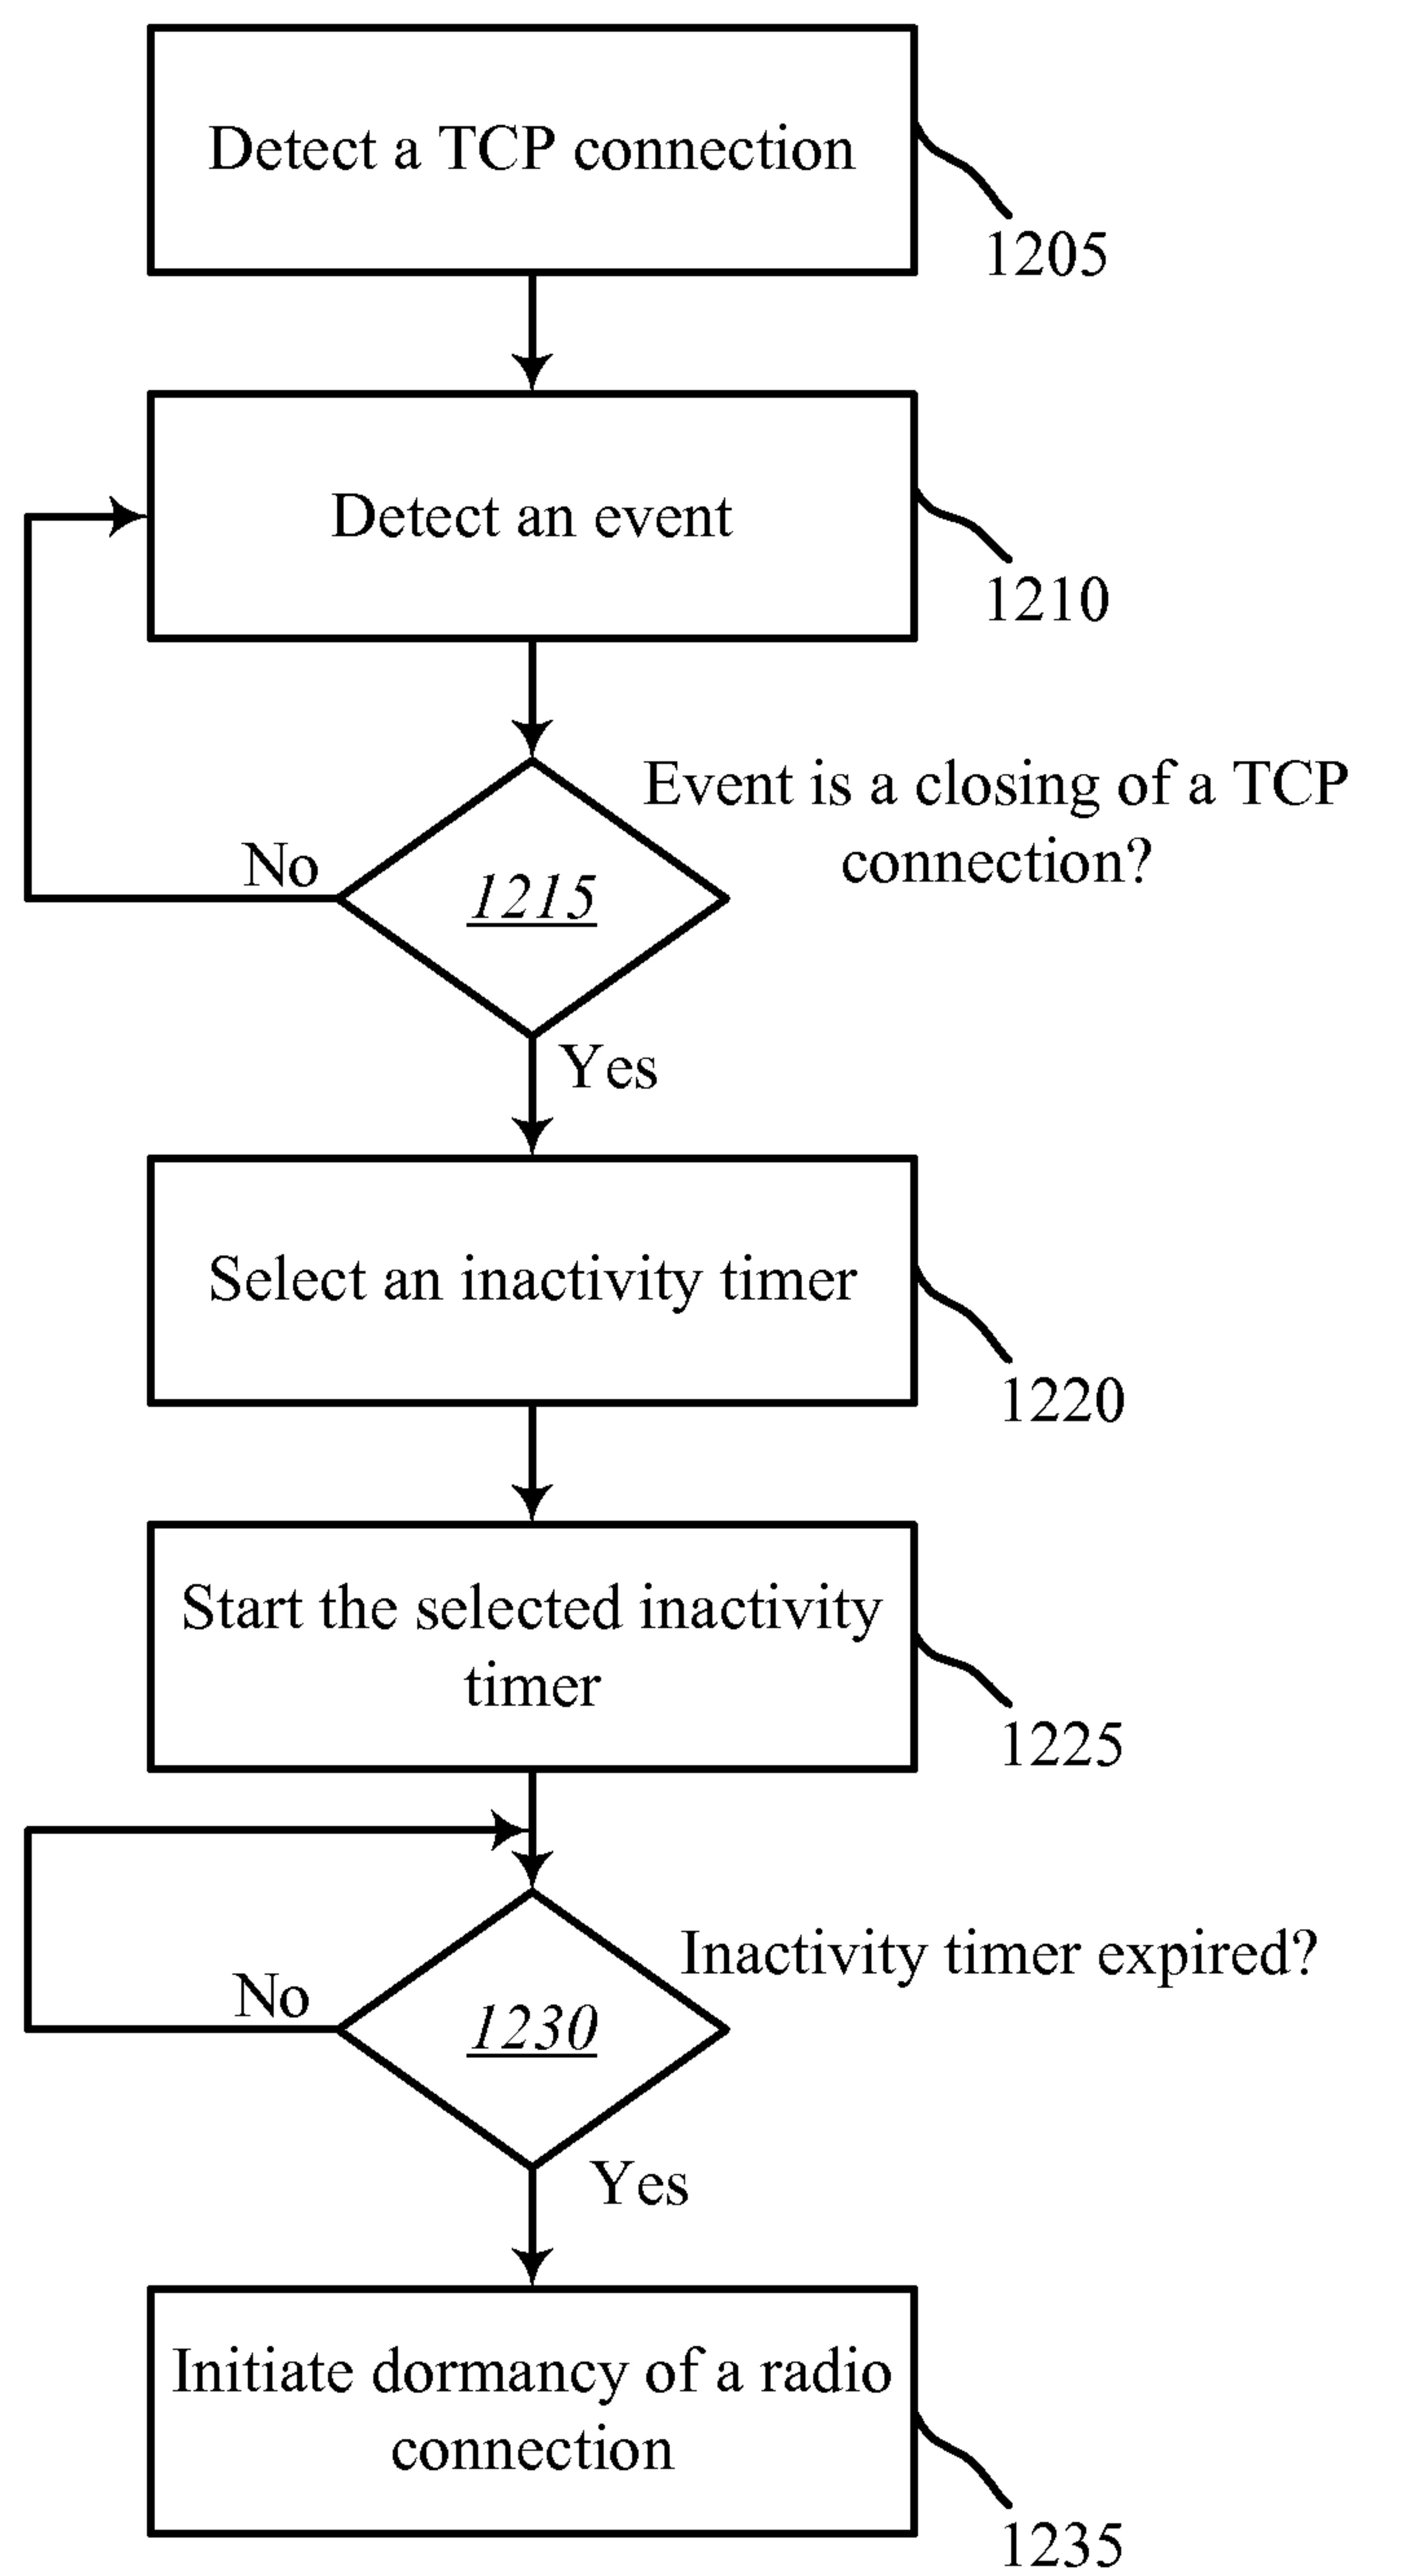 Detect a TCP connection
1205
Detect an event
1210
Event is a closing of a TCP
connection?
No
1215
Yes
Select an inactivity timer
1220
Start the selected inactivity
timer
1225
Inactivity timer expired?
No
1230
Yes
Initiate dormancy of a radio
connection
1235